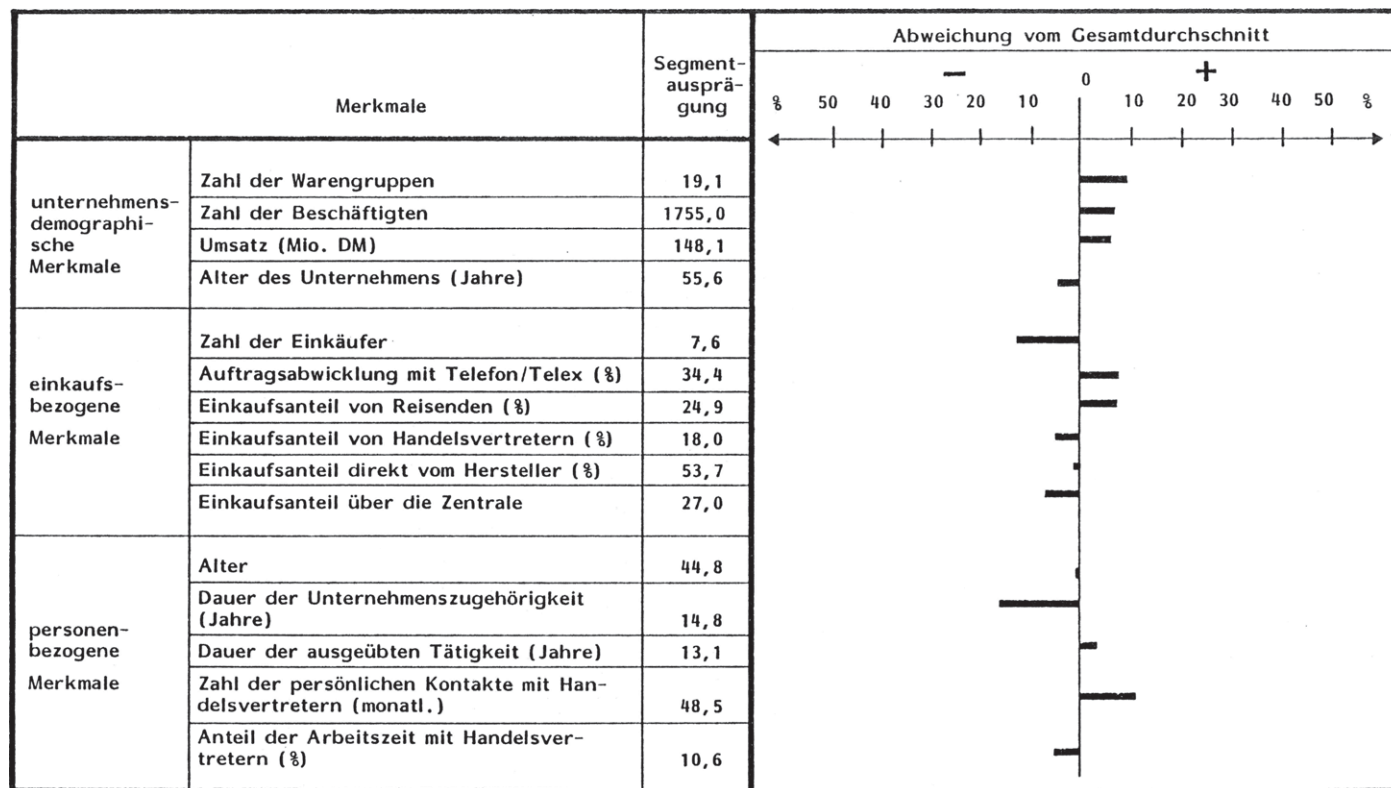 Merkmale
Segment-
ausprä-
gung
Abweichung vom Gesamtdurchschnitt
− 0 +
% 50 40 30 20 10 10 20 30 40 50 %
unternehmens-
demographi-
sche
Merkmale
Zahl der Warengruppen 19,1
Zahl der Beschäftigten 1755,0
Umsatz (Mio. DM) 148,1
Alter des Unternehmens (Jahre) 55,6
einkaufs-
bezogene
Merkmale
Zahl der Einkäufer 7,6
Auftragsabwicklung mit Telefon/Telex (%) 34,4
Einkaufsanteil von Reisenden (%) 24,9
Einkaufsanteil von Handelsvertretern (%) 18,0
Einkaufsanteil direkt vom Hersteller (%) 53,7
Einkaufsanteil über die Zentrale 27,0
personen-
bezogene
Merkmale
Alter 44,8
Dauer der Unternehmenszugehörigkeit
(Jahre) 14,8
Dauer der ausgeübten Tätigkeit (Jahre) 13,1
Zahl der persönlichen Kontakte mit Han-
delsvertretern (monatl.) 48,5
Anteil der Arbeitszeit mit Handelsver-
tretern (%) 10,6